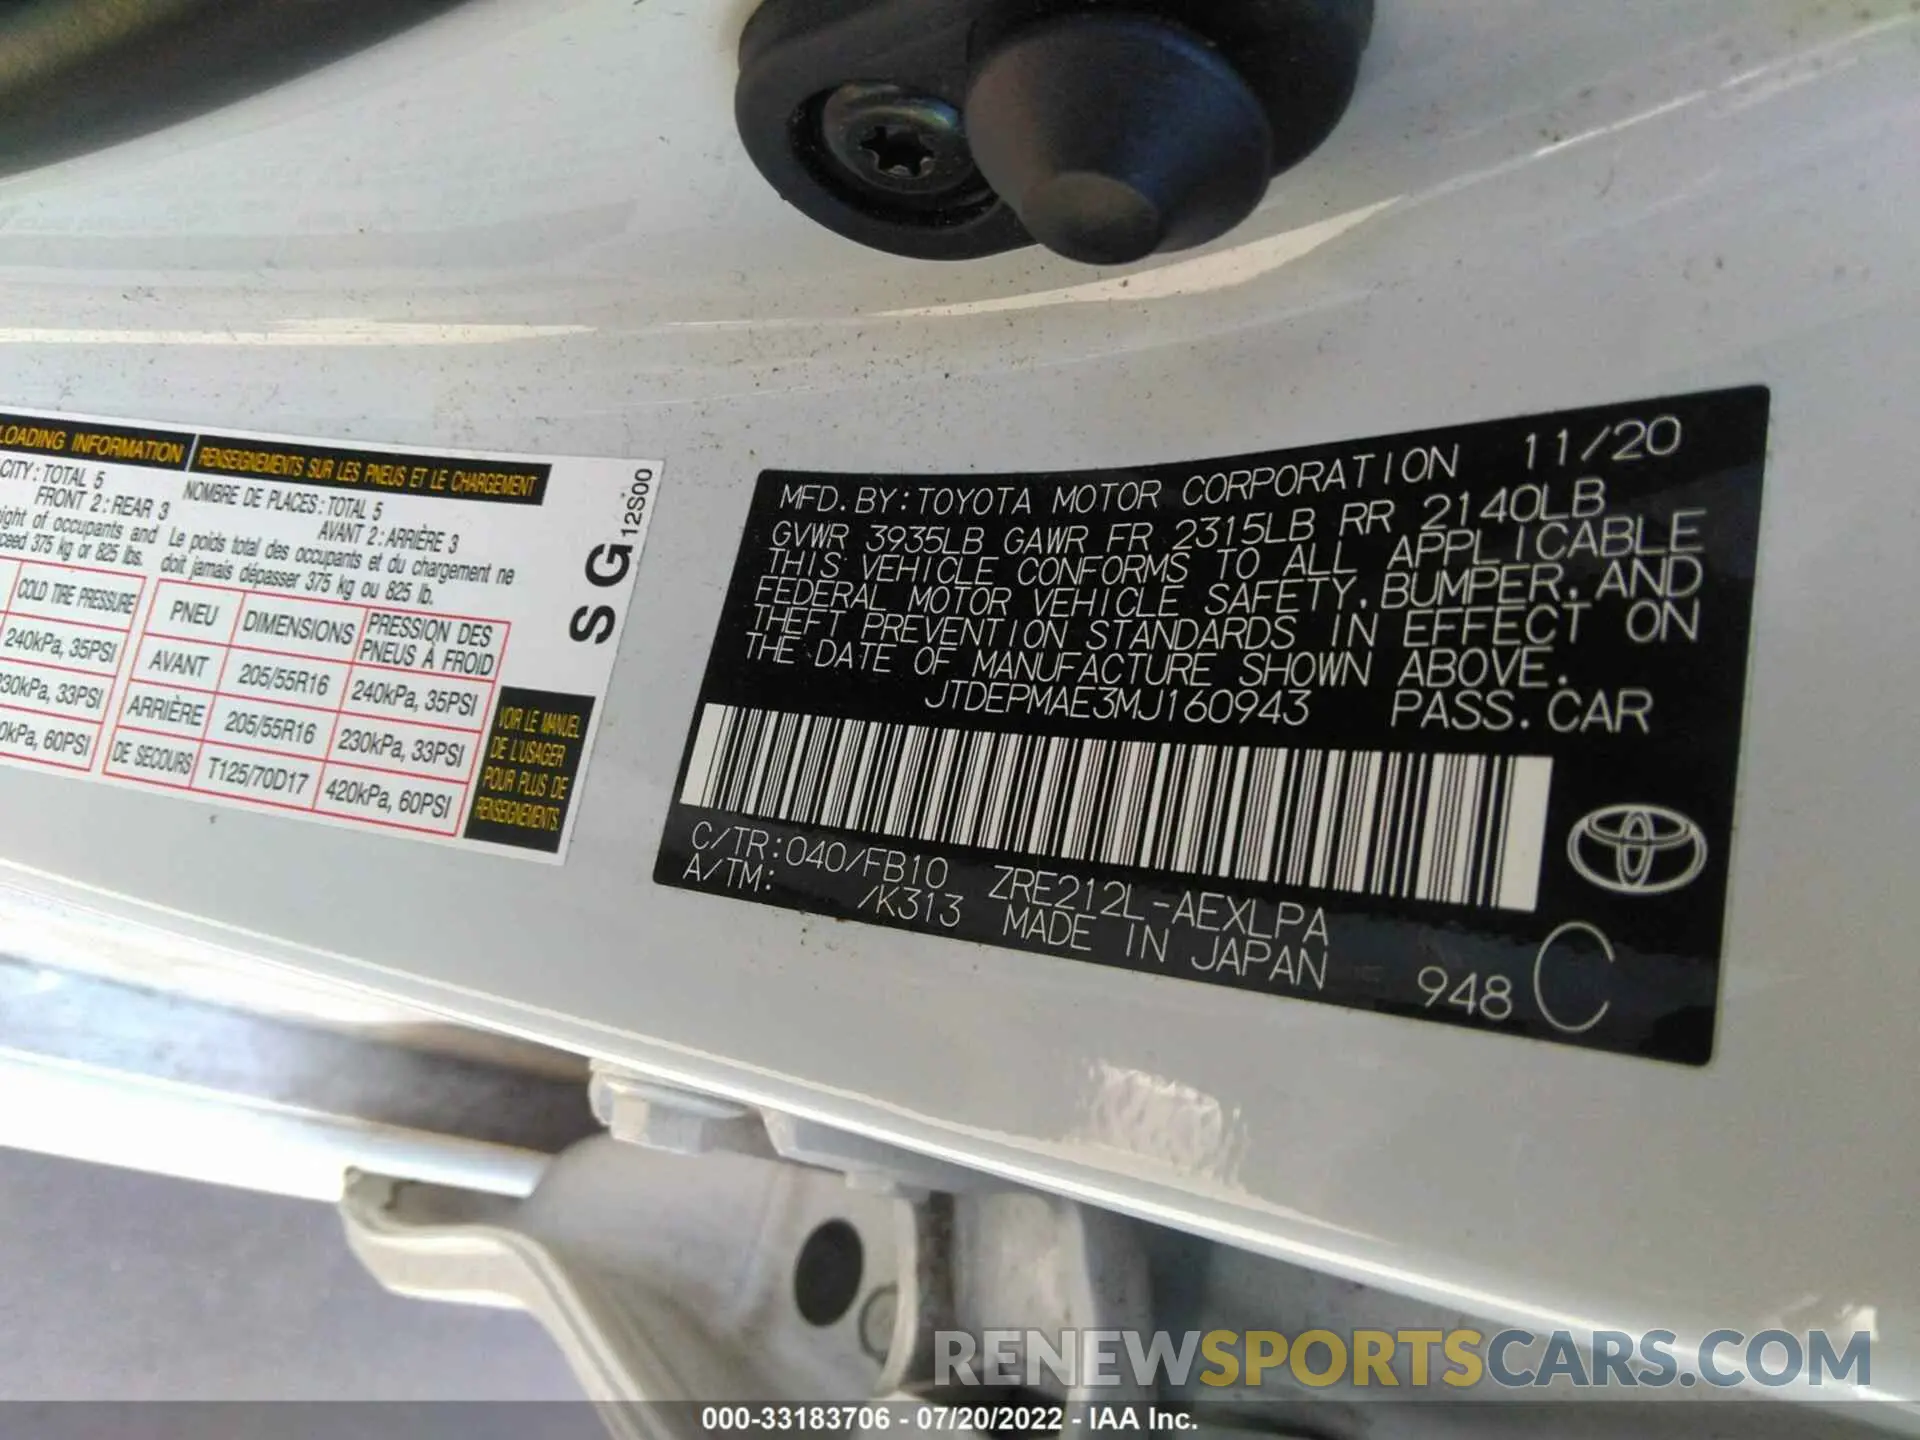 LOADING INFORMATION
RENSEIGNEMENTS SUR LES PNEUS ET LE CHARGEMENT
CITY : TOTAL 5
FRONT 2 : REAR 3
NOMBRE DE PLACES : TOTAL 5
AVANT 2 : ARRIÈRE 3
of occupants and
375 kg or 825 lbs.
Le poids total des occupants et du chargement ne
doit jamais dépasser 375 kg ou 825 lb.
COLD TIRE PRESSURE
240kPa, 35PSI
33PSI
60PSI
PNEU DIMENSIONS PRESSION DES PNEUS À FROID
AVANT 205/55R16 240kPa, 35PSI
ARRIÈRE 205/55R16 230kPa, 33PSI
DE SECOURS T125/70D17 420kPa, 60PSI
VOIR LE MANUEL
DE L'USAGER
POUR PLUS DE
RENSEIGNEMENTS.
SG 12S00
MFD. BY: TOYOTA MOTOR CORPORATION 11/20
GVWR 3935LB GAWR FR 2315LB RR 2140LB
THIS VEHICLE CONFORMS TO ALL APPLICABLE
FEDERAL MOTOR VEHICLE SAFETY, BUMPER, AND
THEFT PREVENTION STANDARDS IN EFFECT ON
THE DATE OF MANUFACTURE SHOWN ABOVE.
JTDEPMAE3MJ160943 PASS. CAR
C/TR: 040/FB10 ZRE212L-AEXLPA
A/TM: /K313 MADE IN JAPAN
948 C
RENEWSPORTSCARS.COM
000-33183706 - 07/20/2022 - IAA Inc.